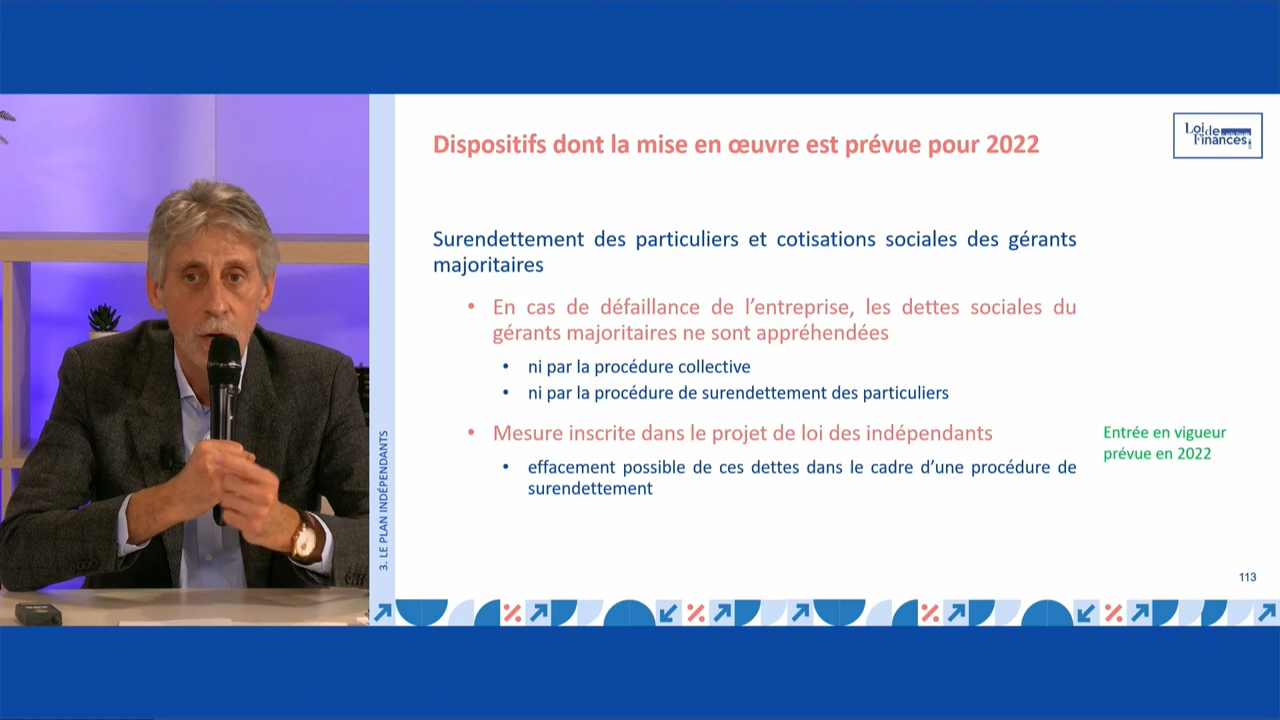 Dispositifs dont la mise en œuvre est prévue pour 2022
Loi de
Finances
Surendettement des particuliers et cotisations sociales des gérants
majoritaires
• En cas de défaillance de l’entreprise, les dettes sociales du
gérants majoritaires ne sont appréhendées
• ni par la procédure collective
• ni par la procédure de surendettement des particuliers
• Mesure inscrite dans le projet de loi des indépendants
Entrée en vigueur
prévue en 2022
• effacement possible de ces dettes dans le cadre d’une procédure de
surendettement
3. LE PLAN INDÉPENDANTS
113